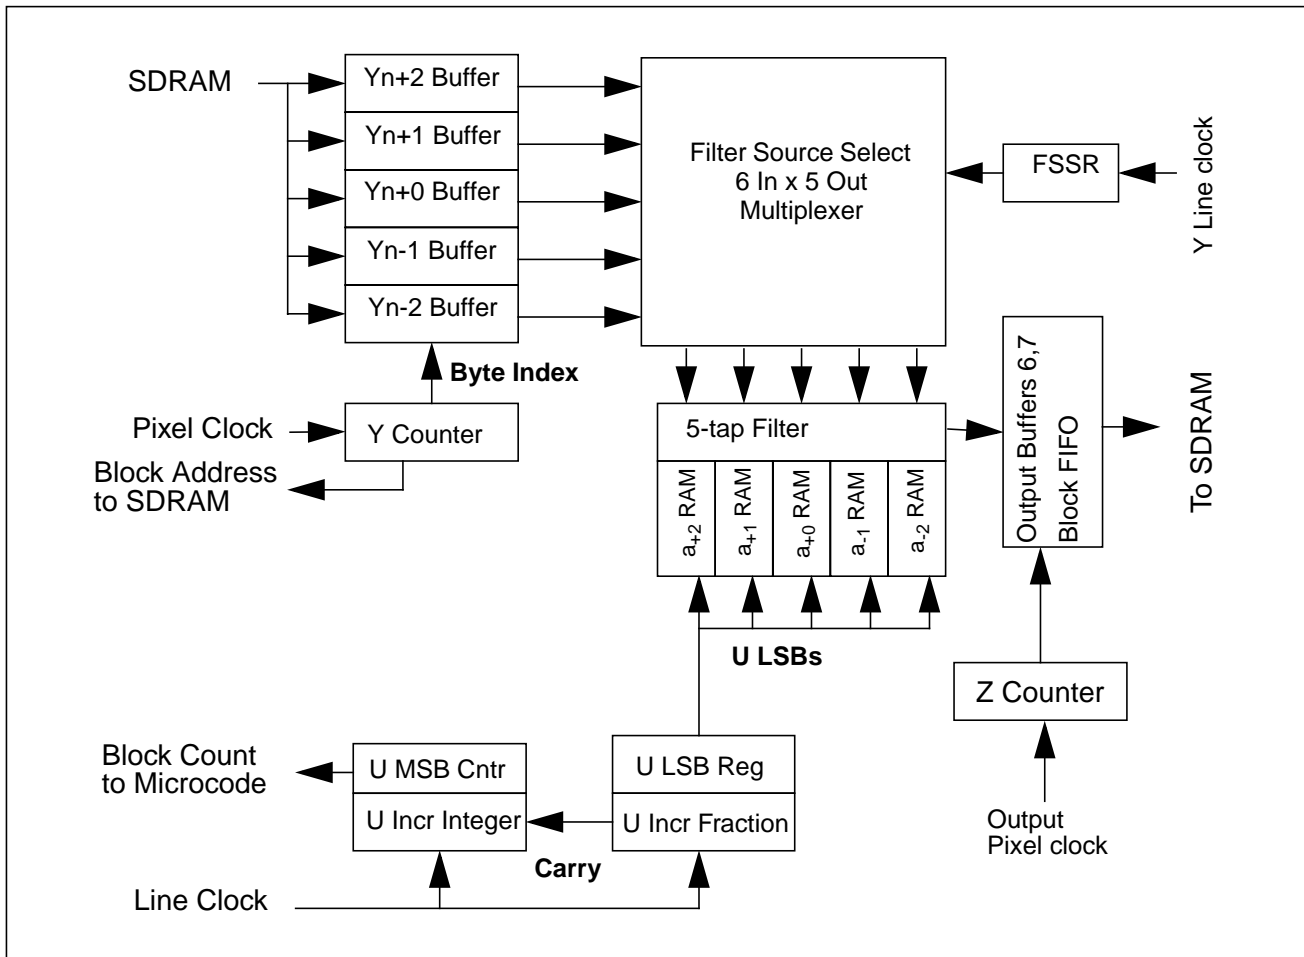 SDRAM
Yn+2 Buffer
Yn+1 Buffer
Yn+0 Buffer
Yn-1 Buffer
Yn-2 Buffer
Filter Source Select
6 In x 5 Out
Multiplexer
FSSR
Y Line clock
Byte Index
Pixel Clock
Y Counter
Block Address
to SDRAM
5-tap Filter
a+2 RAM
a+1 RAM
a+0 RAM
a-1 RAM
a-2 RAM
Output Buffers 6,7
Block FIFO
To SDRAM
U LSBs
Z Counter
Block Count
to Microcode
U MSB Cntr
U Incr Integer
U LSB Reg
U Incr Fraction
Carry
Output
Pixel clock
Line Clock